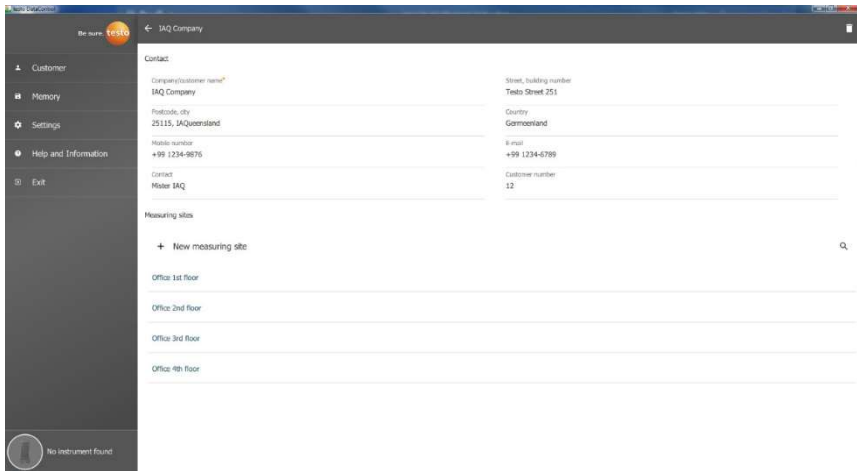 testo DataControl
Be sure. testo
← IAQ Company
Customer
Memory
Settings
Help and Information
Exit
Contact
Company/customer name*
IAQ Company
Street, building number
Testo Street 251
Postcode, city
25115, IAQueensland
Country
Germeenland
Mobile number
+99 1234-9876
E-mail
+99 1234-6789
Contact
Mister IAQ
Customer number
12
Measuring sites
+ New measuring site
Office 1st floor
Office 2nd floor
Office 3rd floor
Office 4th floor
No instrument found